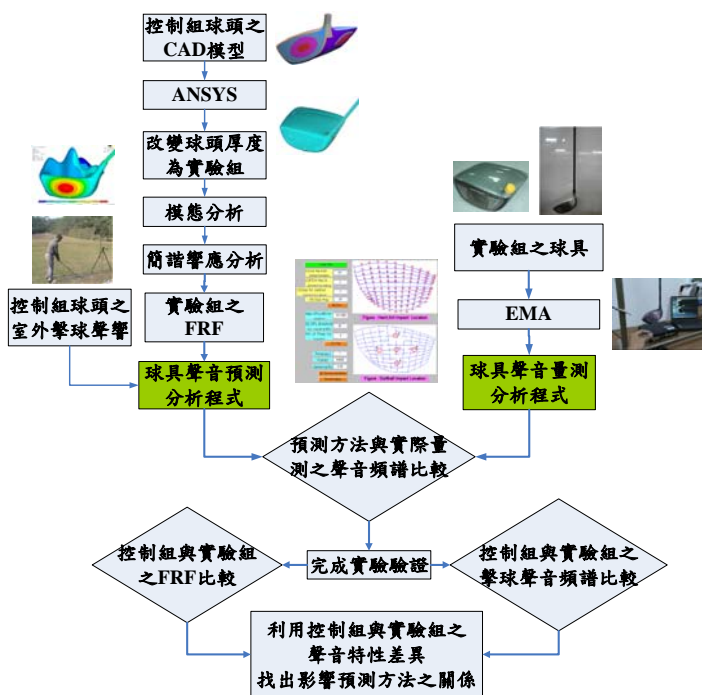 控制組球頭之
CAD模型
ANSYS
改變球頭厚度
為實驗組
模態分析
簡諧響應分析
實驗組之
FRF
控制組球頭之
室外擊球聲響
球具聲音預測
分析程式
實驗組之球具
EMA
球具聲音量測
分析程式
預測方法與實際量
測之聲音頻譜比較
控制組與實驗組
之FRF比較
完成實驗驗證
控制組與實驗組之
擊球聲音頻譜比較
利用控制組與實驗組之
聲音特性差異
找出影響預測方法之關係